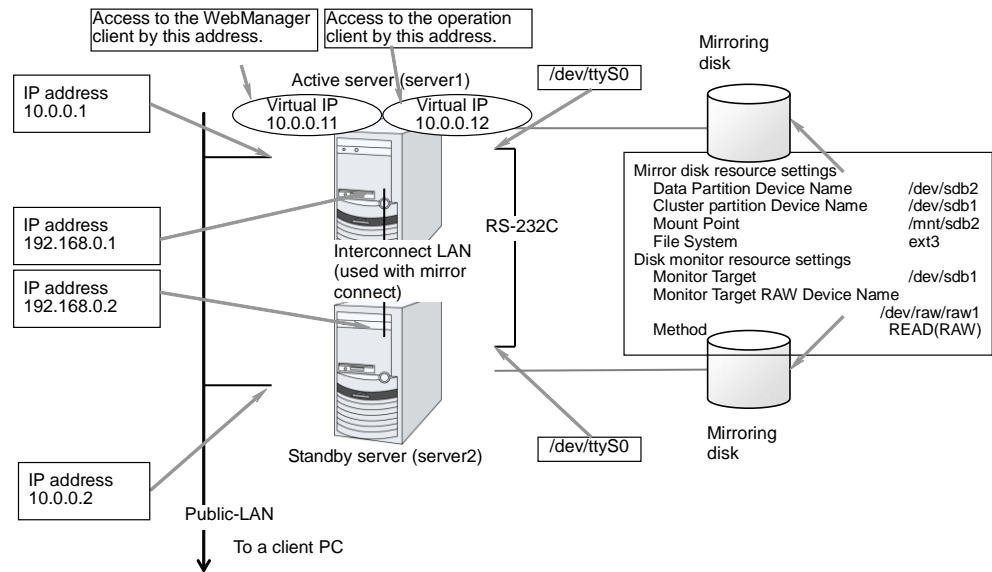 Access to the WebManager
client by this address.
Access to the operation
client by this address.
Mirroring
disk
Active server (server1)
/dev/ttyS0
IP address
10.0.0.1
Virtual IP
10.0.0.11
Virtual IP
10.0.0.12
Mirror disk resource settings
Data Partition Device Name /dev/sdb2
Cluster partition Device Name /dev/sdb1
Mount Point /mnt/sdb2
File System ext3
Disk monitor resource settings
Monitor Target /dev/sdb1
Monitor Target RAW Device Name
/dev/raw/raw1
Method READ(RAW)
IP address
192.168.0.1
RS-232C
Interconnect LAN
(used with mirror
connect)
IP address
192.168.0.2
Mirroring
disk
Standby server (server2)
/dev/ttyS0
IP address
10.0.0.2
Public-LAN
To a client PC